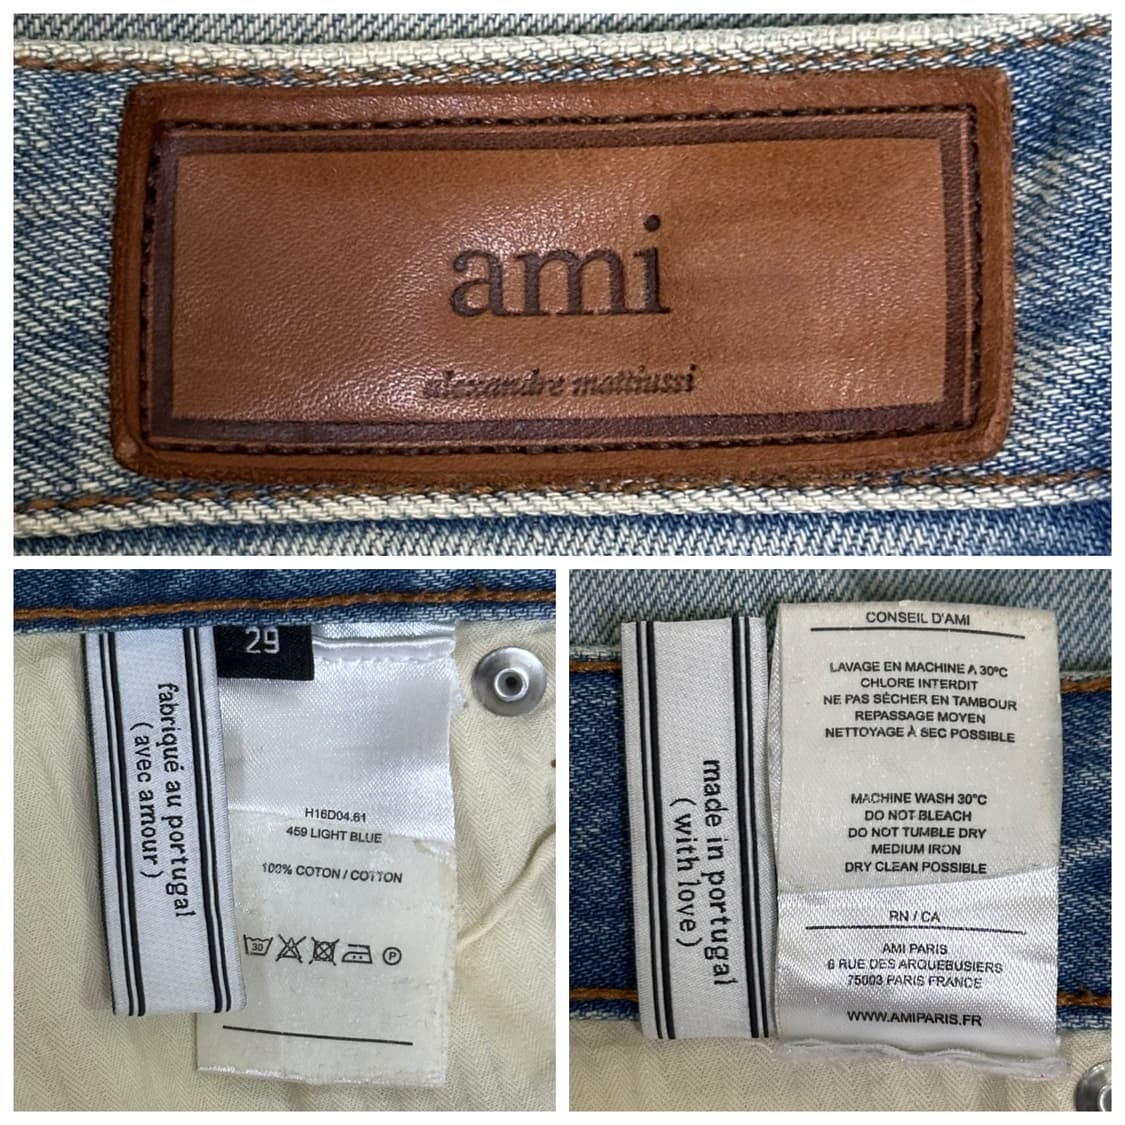 ami
alexandre mattiussi
29
fabriqué au portugal
( avec amour )
H16D04.61
459 LIGHT BLUE
100% COTON / COTTON
30
P
made in portugal
( with love )
CONSEIL D'AMI
LAVAGE EN MACHINE A 30°C
CHLORE INTERDIT
NE PAS SÉCHER EN TAMBOUR
REPASSAGE MOYEN
NETTOYAGE À SEC POSSIBLE
MACHINE WASH 30°C
DO NOT BLEACH
DO NOT TUMBLE DRY
MEDIUM IRON
DRY CLEAN POSSIBLE
RN / CA
AMI PARIS
6 RUE DES ARQUEBUSIERS
75003 PARIS FRANCE
WWW.AMIPARIS.FR